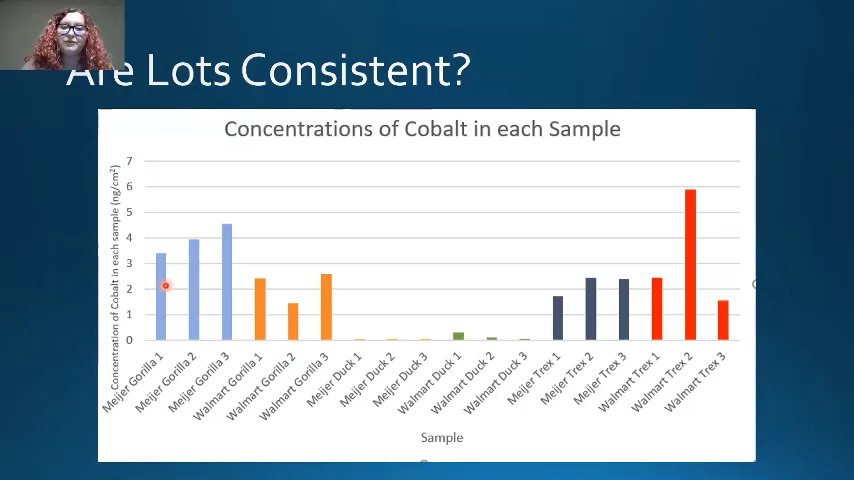 Are Lots Consistent?
Concentrations of Cobalt in each Sample
Concentration of Cobalt in each sample (ng/cm²)
7
6
5
4
3
2
1
0
Meijer Gorilla 1
Meijer Gorilla 2
Meijer Gorilla 3
Walmart Gorilla 1
Walmart Gorilla 2
Walmart Gorilla 3
Meijer Duck 1
Meijer Duck 2
Meijer Duck 3
Walmart Duck 1
Walmart Duck 2
Walmart Duck 3
Meijer Trex 1
Meijer Trex 2
Meijer Trex 3
Walmart Trex 1
Walmart Trex 2
Walmart Trex 3
Sample